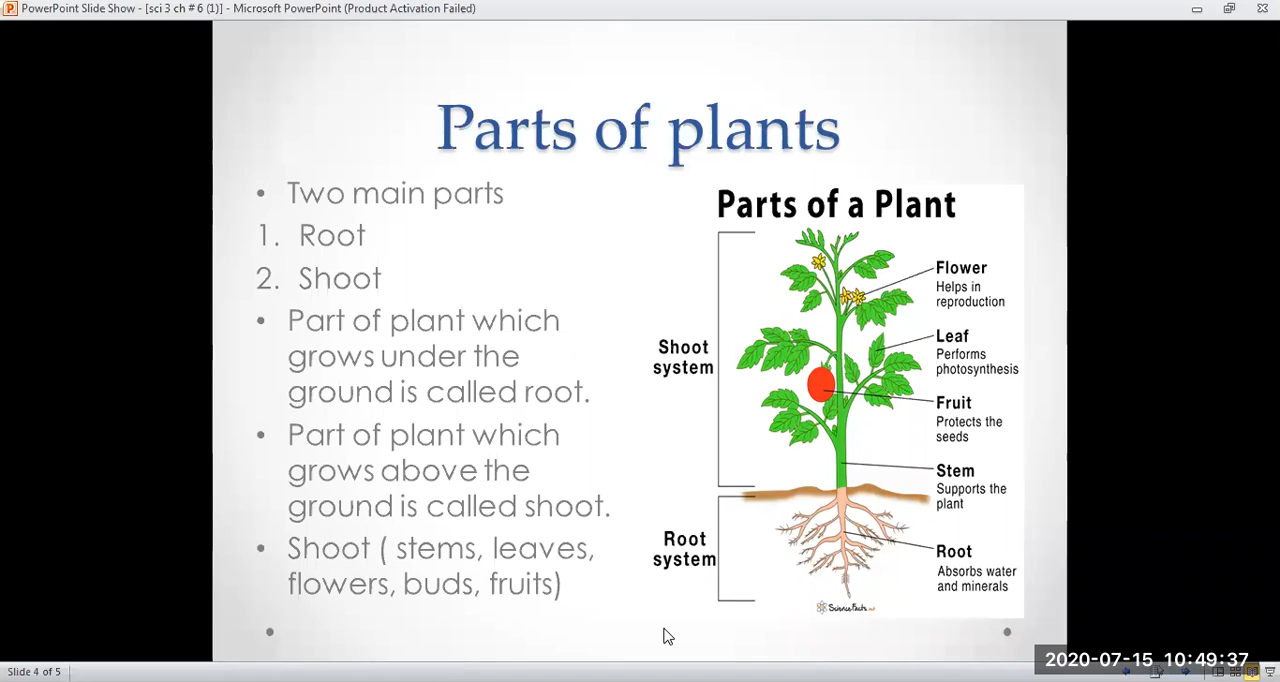 PowerPoint Slide Show - [sci 3 ch # 6 (1)] - Microsoft PowerPoint (Product Activation Failed)
Parts of plants
• Two main parts
1. Root
2. Shoot
• Part of plant which
grows under the
ground is called root.
• Part of plant which
grows above the
ground is called shoot.
• Shoot ( stems, leaves,
flowers, buds, fruits)
Parts of a Plant
Shoot
system
Flower
Helps in
reproduction
Leaf
Performs
photosynthesis
Fruit
Protects the
seeds
Stem
Supports the
plant
Root
system
Root
Absorbs water
and minerals
ScienceFacts.net
Slide 4 of 5
2020-07-15 10:49:37